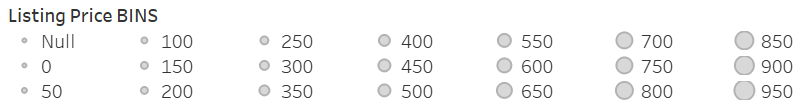 Listing Price BINS
Null 100 250 400 550 700 850
0 150 300 450 600 750 900
50 200 350 500 650 800 950